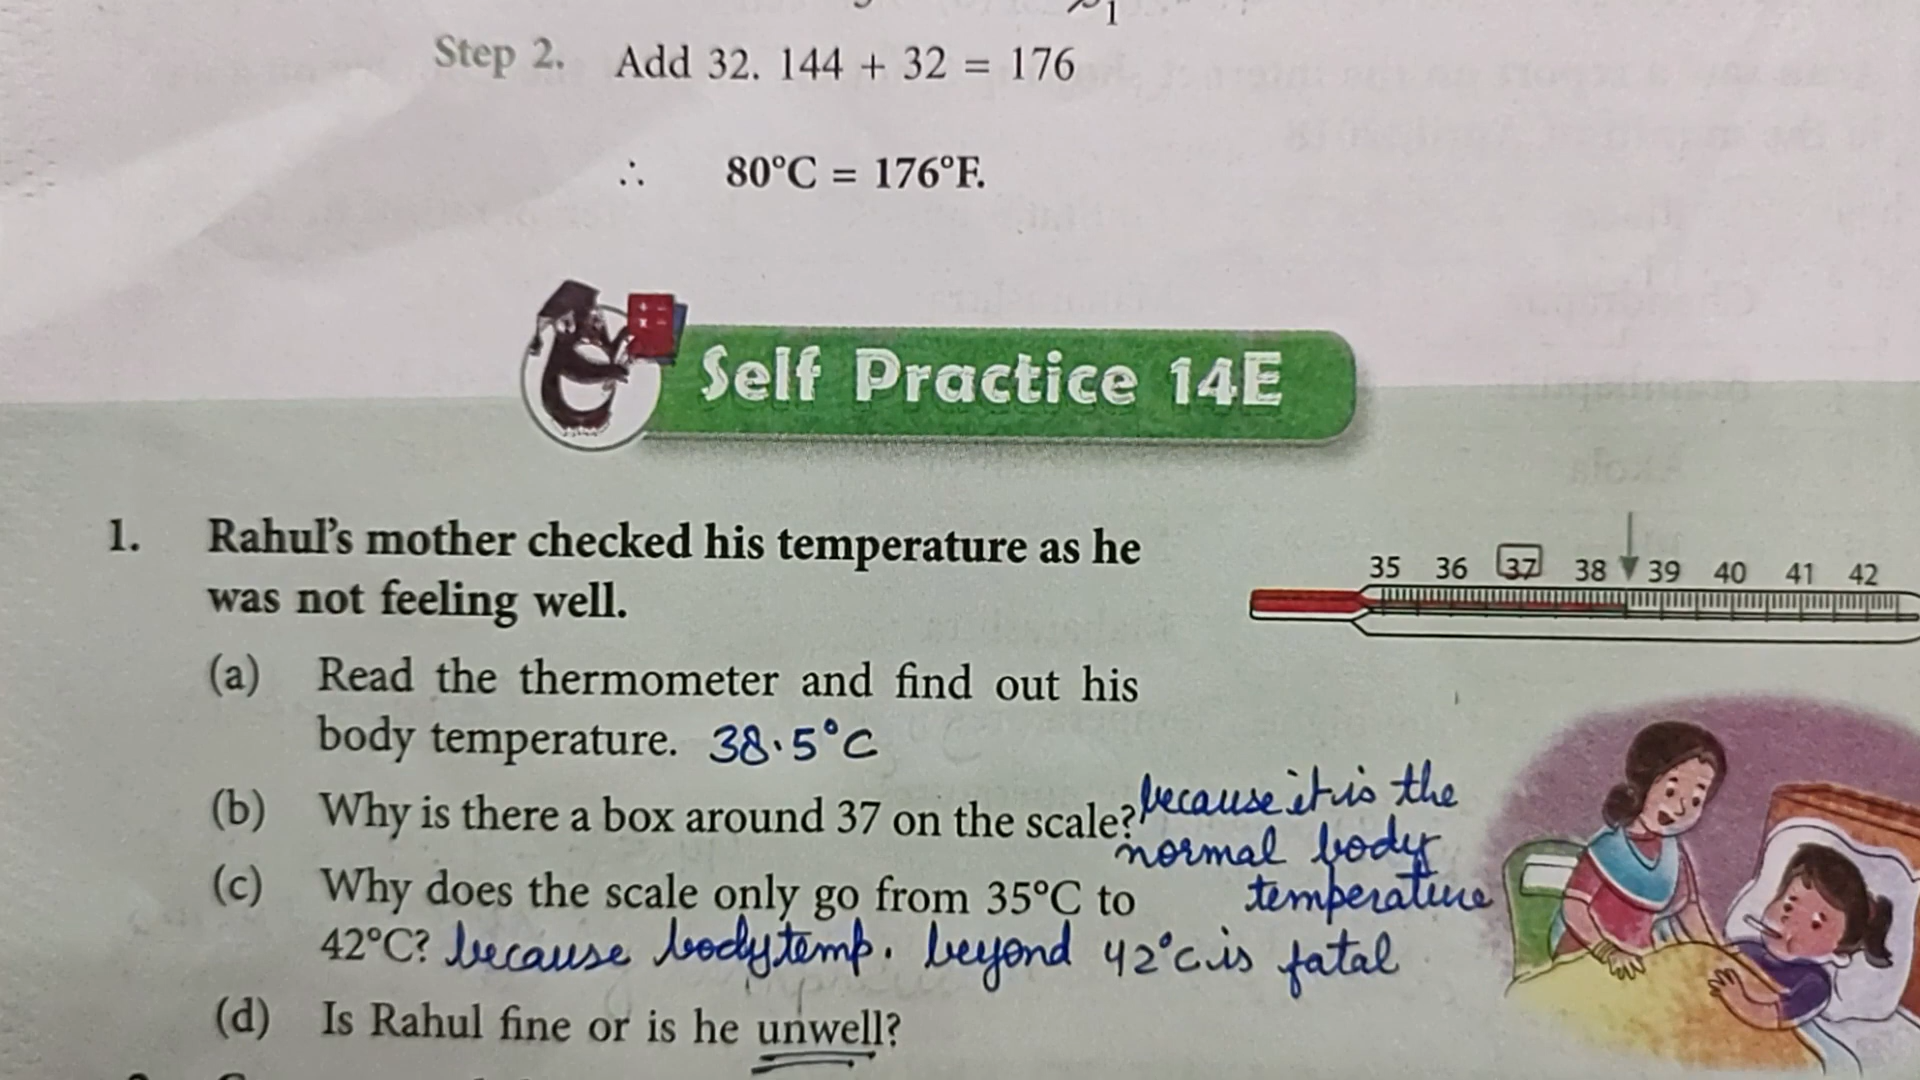 Step 2. Add 32. 144 + 32 = 176
∴ 80°C = 176°F.
Self Practice 14E
1. Rahul's mother checked his temperature as he
was not feeling well.
35 36 37 38 39 40 41 42
(a) Read the thermometer and find out his
body temperature. 38.5°C
(b) Why is there a box around 37 on the scale? because it is the
normal body
temperature
(c) Why does the scale only go from 35°C to
42°C? because body temp. beyond 42°C is fatal
(d) Is Rahul fine or is he unwell?